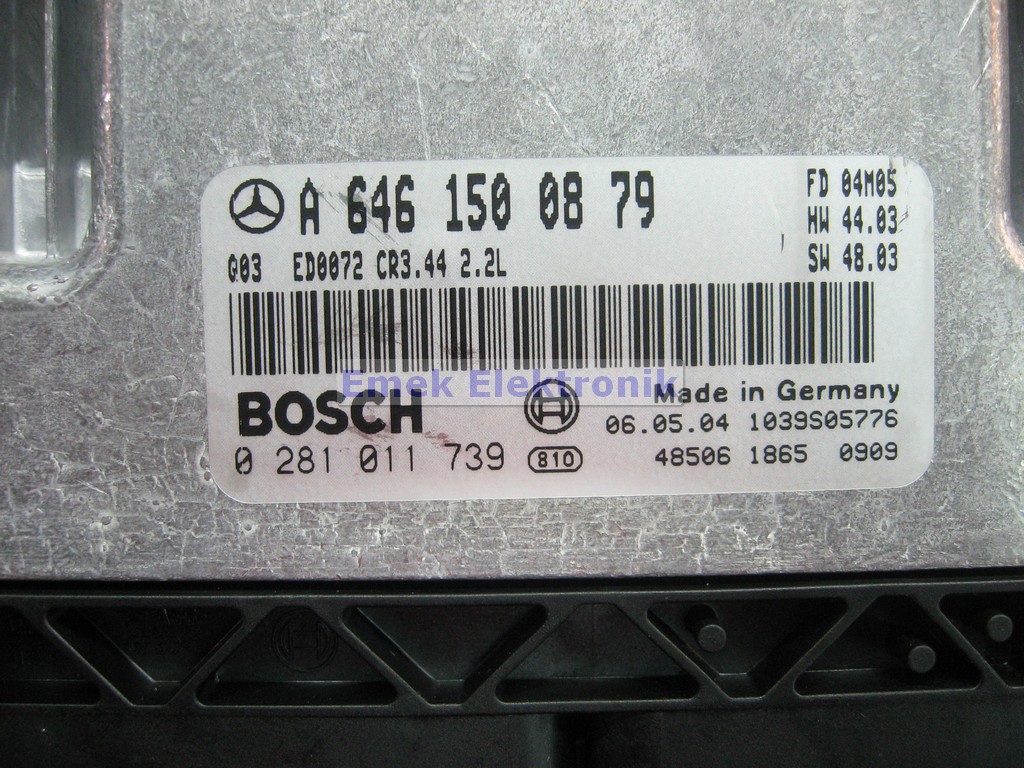 A 646 150 08 79
FD 04M05
HW 44.03
Q03 ED0072 CR3.44 2.2L
SW 48.03
Emek Elektronik
BOSCH
Made in Germany
06.05.04 1039S05776
0 281 011 739 810
48506 1865 0909